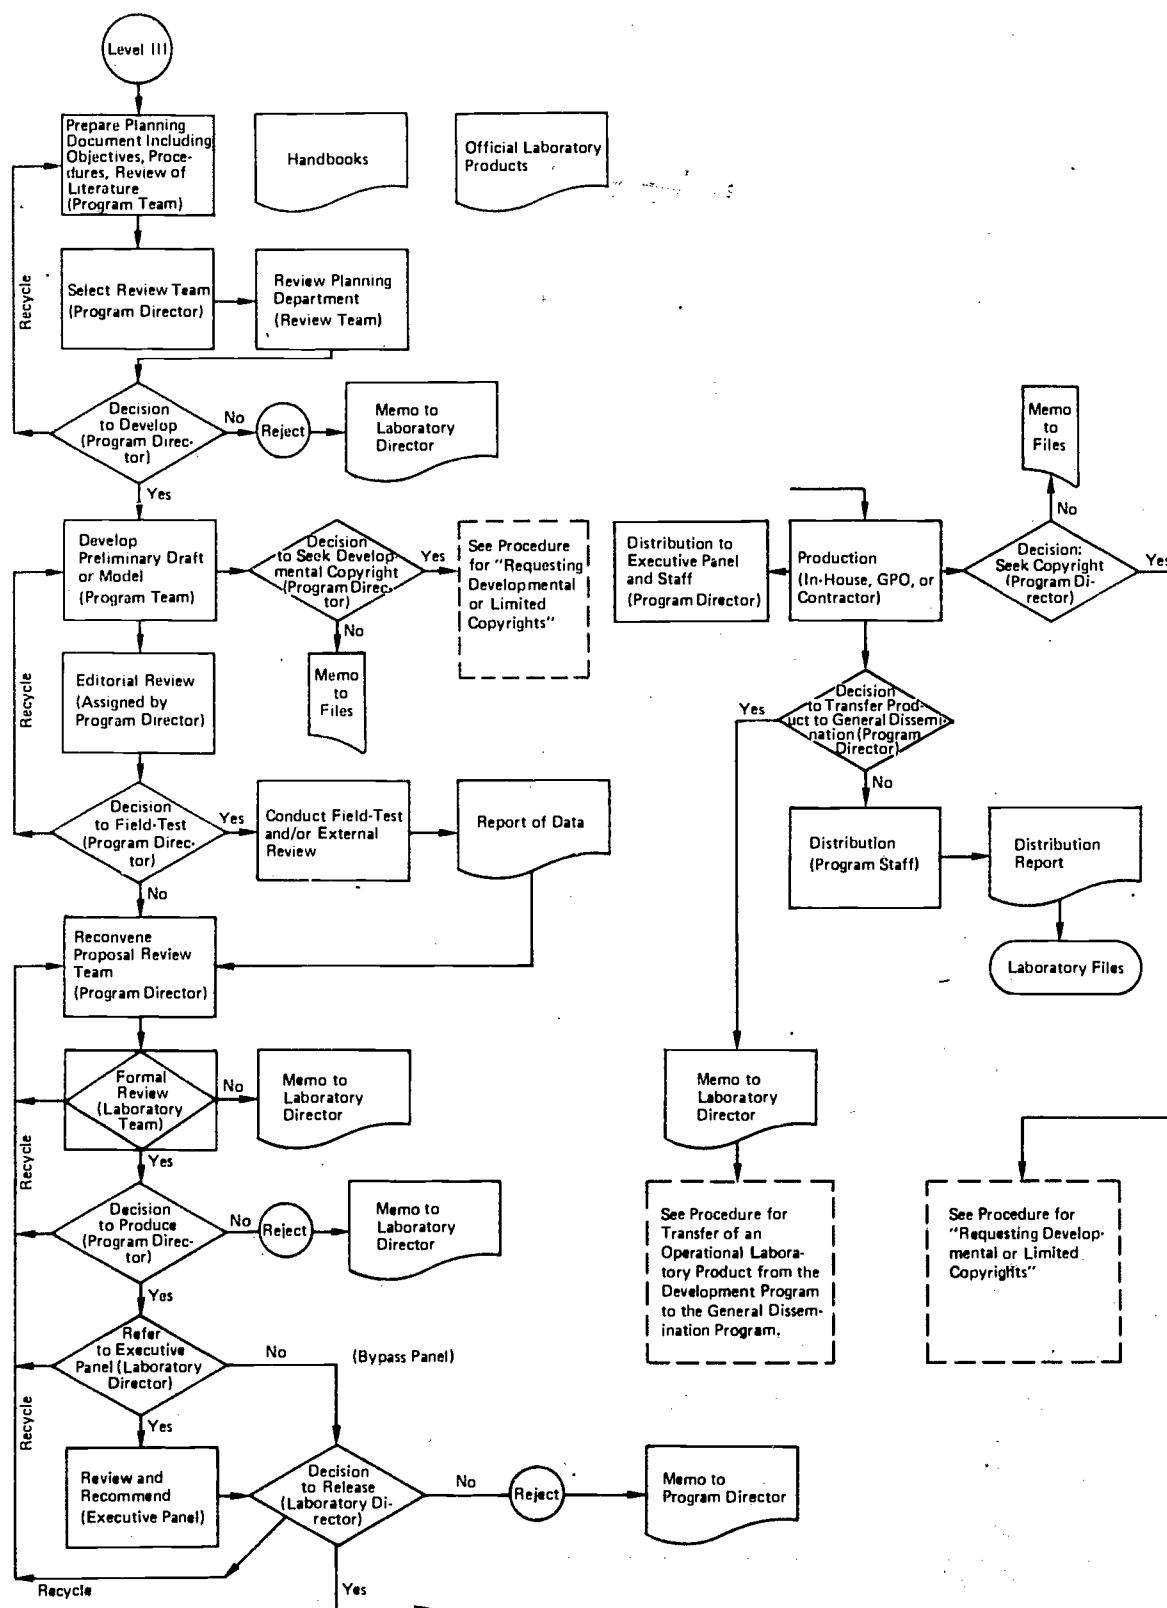 Level III
Prepare Planning
Document Including
Objectives, Proce-
dures, Review of
Literature
(Program Team)
Handbooks
Official Laboratory
Products
Recycle
Select Review Team
(Program Director)
Review Planning
Department
(Review Team)
Decision
to Develop
(Program Direc-
tor)
No
Reject
Memo to
Laboratory
Director
Yes
Develop
Preliminary Draft
or Model
(Program Team)
Decision
to Seek Develop-
mental Copyright
(Program Direc-
tor)
Yes
See Procedure
for "Requesting
Developmental
or Limited
Copyrights"
No
Memo
to
Files
Recycle
Editorial Review
(Assigned by
Program Director)
Decision
to Field-Test
(Program Direc-
tor)
Yes
Conduct Field-Test
and/or External
Review
Report of Data
No
Reconvene
Proposal Review
Team
(Program Director)
Formal
Review
(Laboratory
Team)
No
Memo to
Laboratory
Director
Yes
Recycle
Decision
to Produce
(Program Direc-
tor)
No
Reject
Memo to
Laboratory
Director
Yes
Refer
to Executive
Panel (Laboratory
Director)
No
(Bypass Panel)
Yes
Recycle
Review and
Recommend
(Executive Panel)
Decision
to Release
(Laboratory Di-
rector)
No
Reject
Memo to
Program Director
Recycle
Yes
Memo
to
Files
No
Distribution to
Executive Panel
and Staff
(Program Director)
Production
(In-House, GPO, or
Contractor)
Decision:
Seek Copyright
(Program Di-
rector)
Yes
Decision
to Transfer Prod-
uct to General Dissemi-
nation (Program
Director)
Yes
No
Distribution
(Program Staff)
Distribution
Report
Laboratory Files
Memo to
Laboratory
Director
See Procedure for
Transfer of an
Operational Labora-
tory Product from the
Development Program
to the General Dissem-
ination Program.
See Procedure for
"Requesting Develop-
mental or Limited
Copyrights"